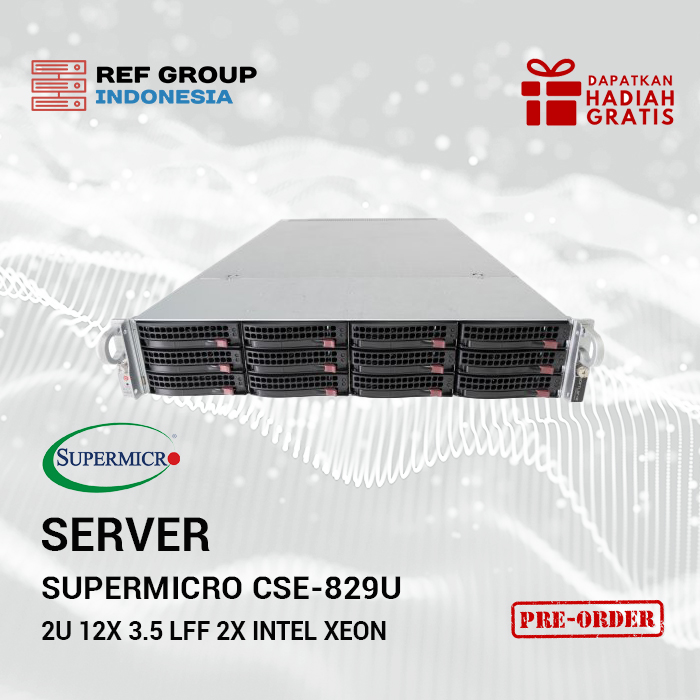 REF GROUP
INDONESIA
DAPATKAN
HADIAH
GRATIS
SUPERMICRO
SERVER
SUPERMICRO CSE-829U
2U 12X 3.5 LFF 2X INTEL XEON
PRE-ORDER